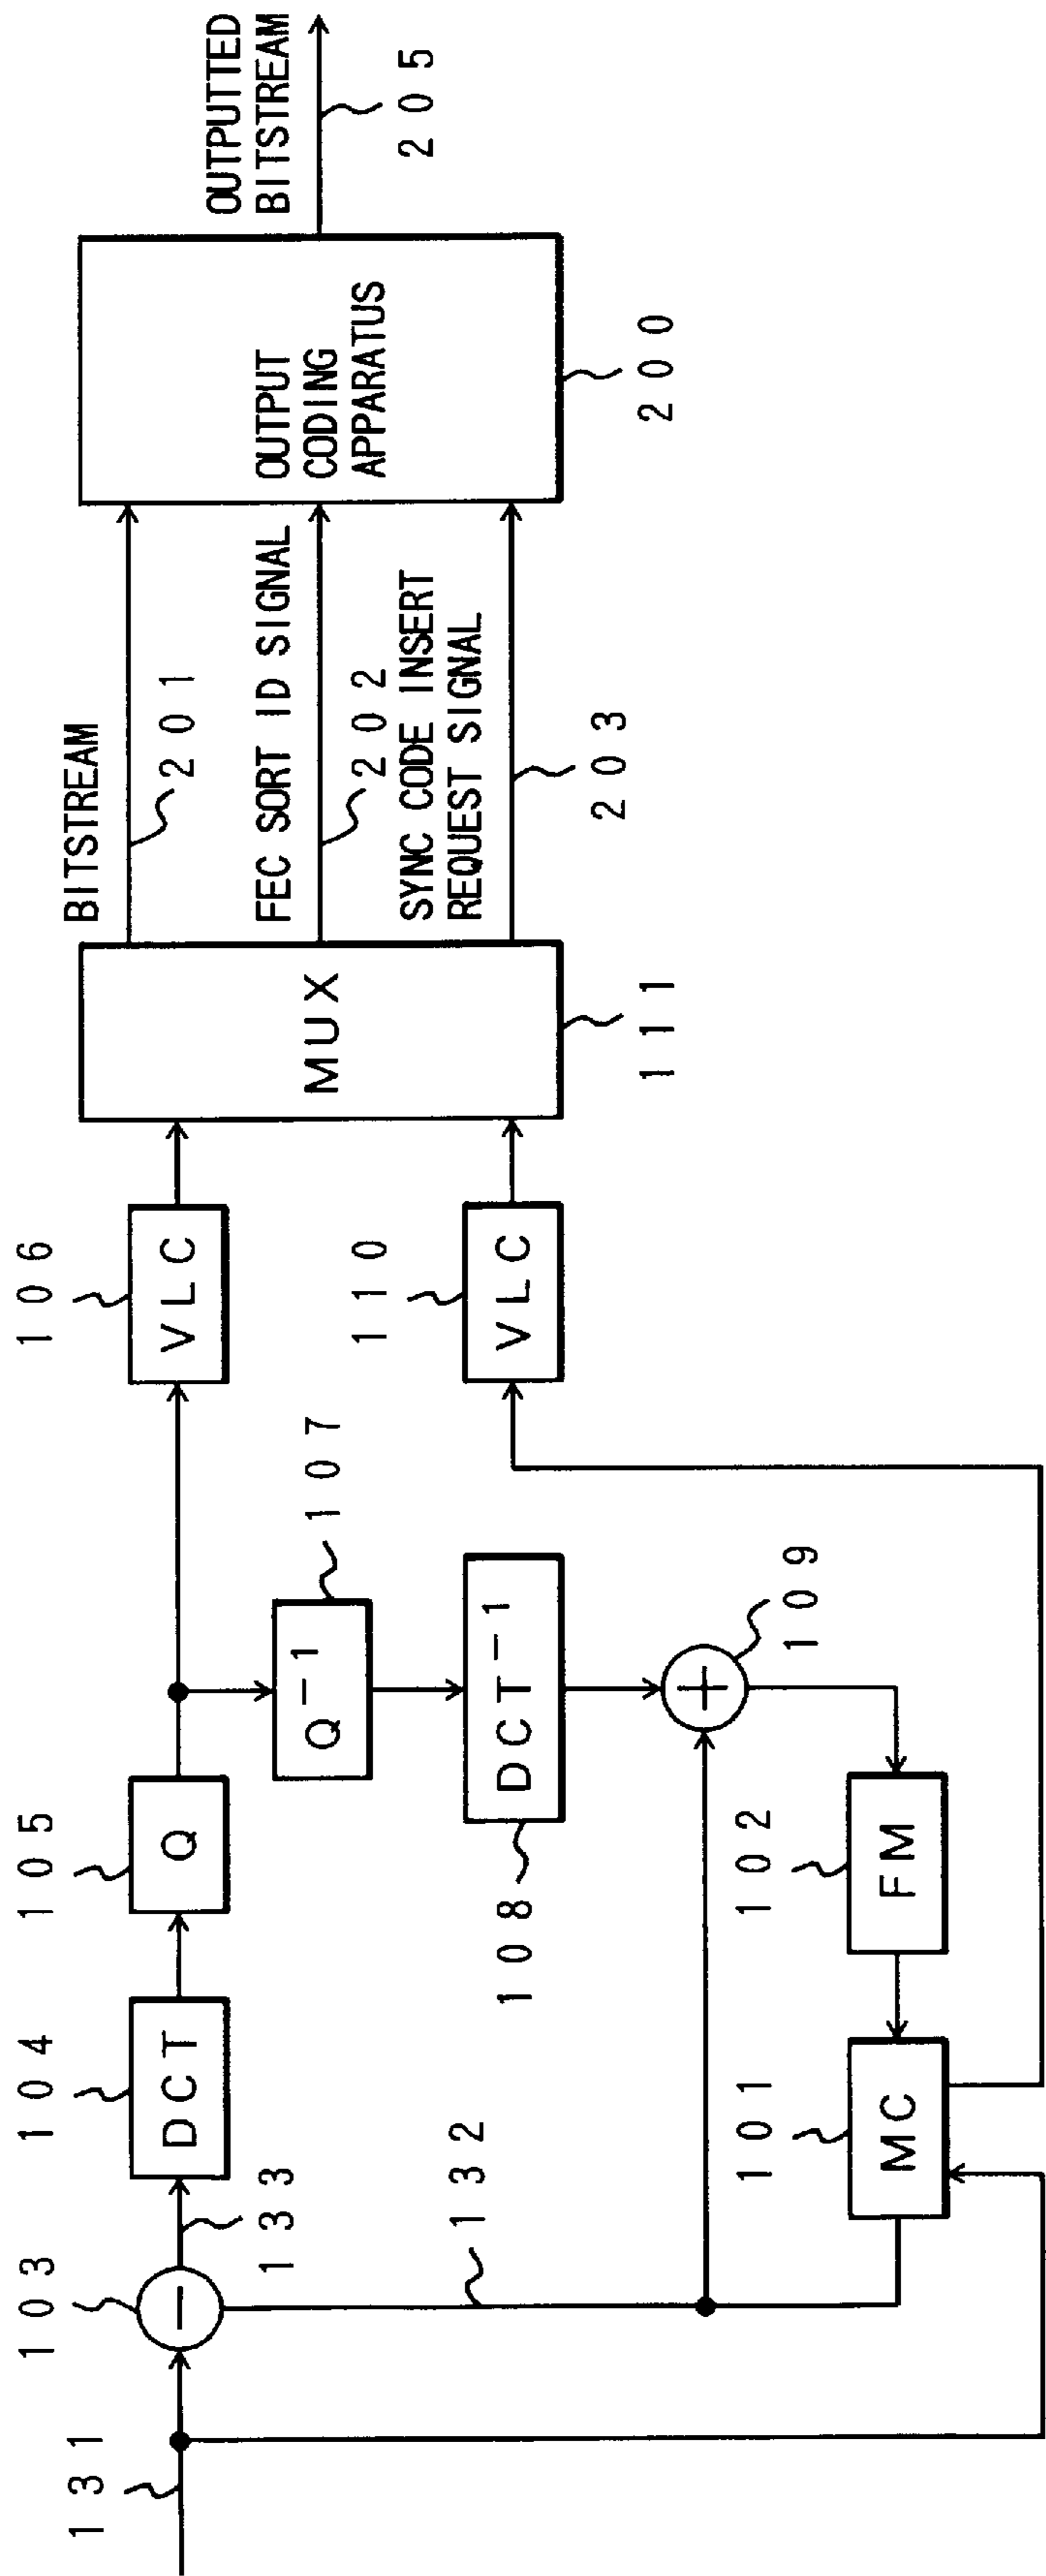 131
103
133
104
DCT
105
Q
106
VLC
107
Q⁻¹
108
DCT⁻¹
109
132
101
MC
102
FM
110
VLC
MUX
111
BITSTREAM
201
FEC SORT ID SIGNAL
202
SYNC CODE INSERT
REQUEST SIGNAL
203
OUTPUT
CODING
APPARATUS
200
OUTPUTTED
BITSTREAM
205
−
+